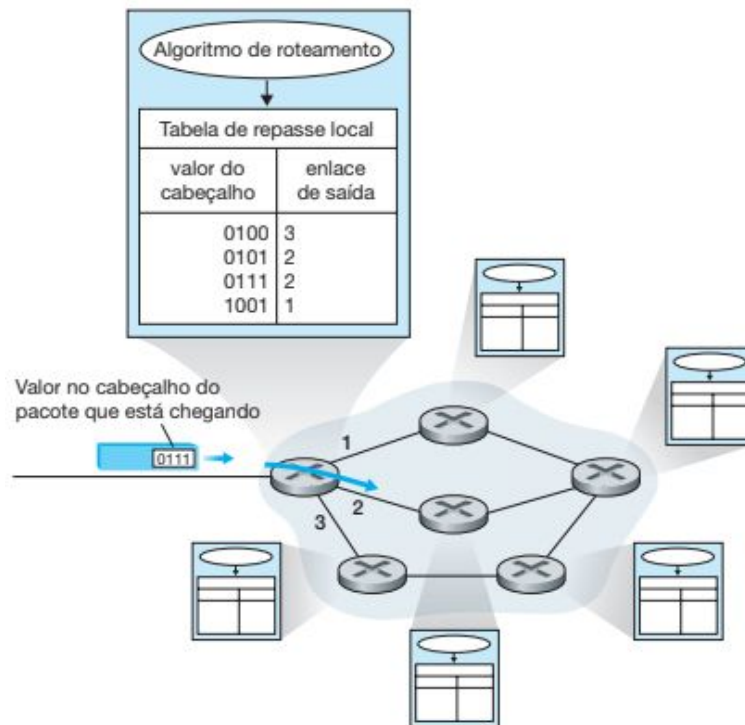 Algoritmo de roteamento
Tabela de repasse local
valor do
cabeçalho
enlace
de saída
0100 3
0101 2
0111 2
1001 1
Valor no cabeçalho do
pacote que está chegando
0111
1
2
3